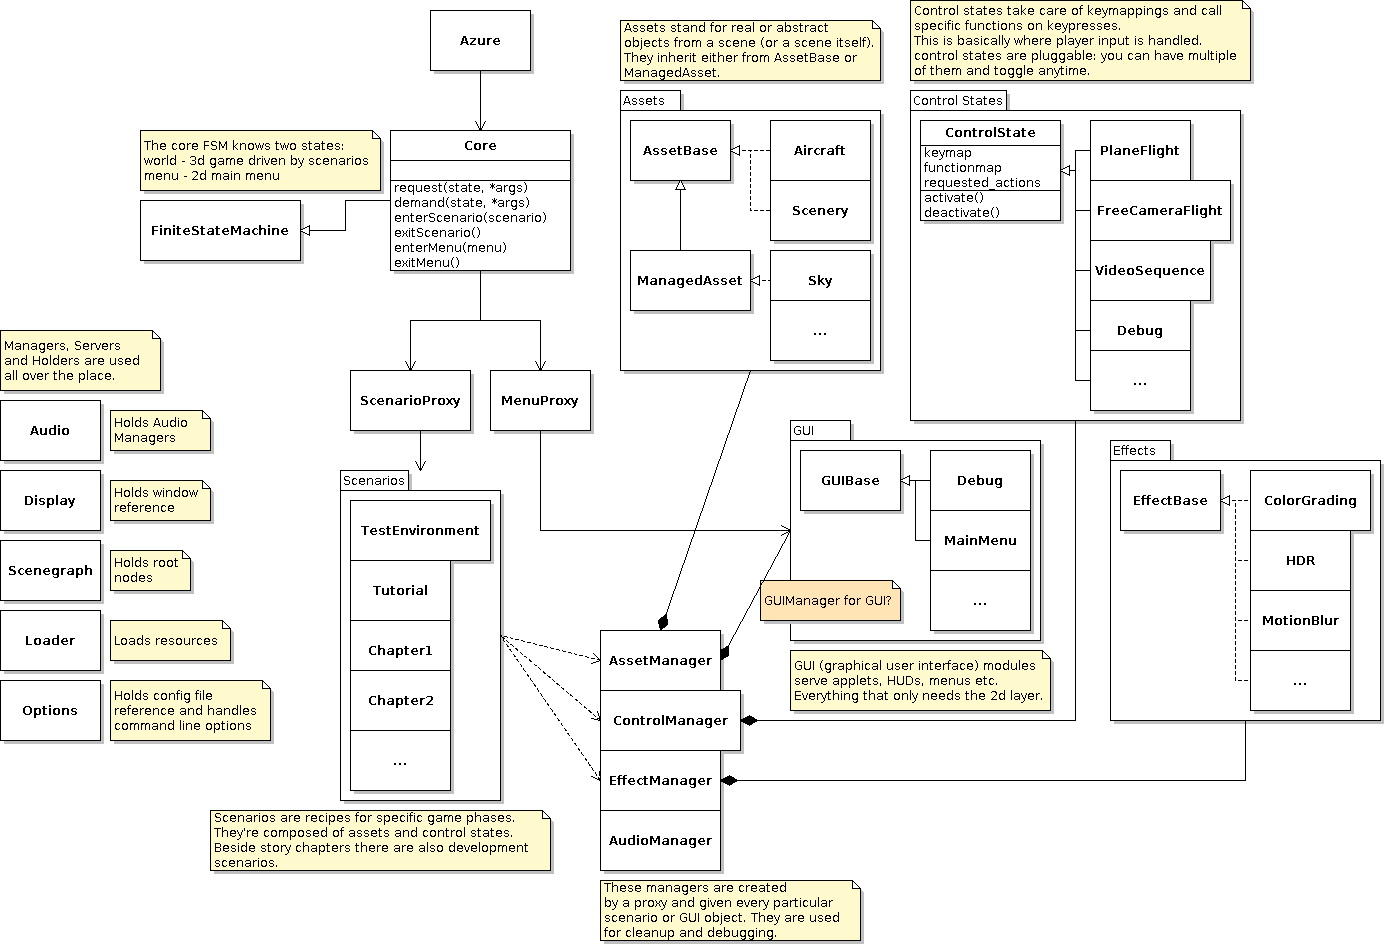 Azure
Assets stand for real or abstract
objects from a scene (or a scene itself).
They inherit either from AssetBase or
ManagedAsset.
Control states take care of keymappings and call
specific functions on keypresses.
This is basically where player input is handled.
control states are pluggable: you can have multiple
of them and toggle anytime.
The core FSM knows two states:
world - 3d game driven by scenarios
menu - 2d main menu
FiniteStateMachine
Core
request(state, *args)
demand(state, *args)
enterScenario(scenario)
exitScenario()
enterMenu(menu)
exitMenu()
Assets
AssetBase
Aircraft
Scenery
ManagedAsset
Sky
...
Control States
ControlState
keymap
functionmap
requested_actions
activate()
deactivate()
PlaneFlight
FreeCameraFlight
VideoSequence
Debug
...
Managers, Servers
and Holders are used
all over the place.
Audio
Holds Audio
Managers
Display
Holds window
reference
Scenegraph
Holds root
nodes
Loader
Loads resources
Options
Holds config file
reference and handles
command line options
ScenarioProxy
MenuProxy
Scenarios
TestEnvironment
Tutorial
Chapter1
Chapter2
...
Scenarios are recipes for specific game phases.
They're composed of assets and control states.
Beside story chapters there are also development
scenarios.
GUI
GUIBase
Debug
MainMenu
...
GUIManager for GUI?
GUI (graphical user interface) modules
serve applets, HUDs, menus etc.
Everything that only needs the 2d layer.
Effects
EffectBase
ColorGrading
HDR
MotionBlur
...
AssetManager
ControlManager
EffectManager
AudioManager
These managers are created
by a proxy and given every particular
scenario or GUI object. They are used
for cleanup and debugging.